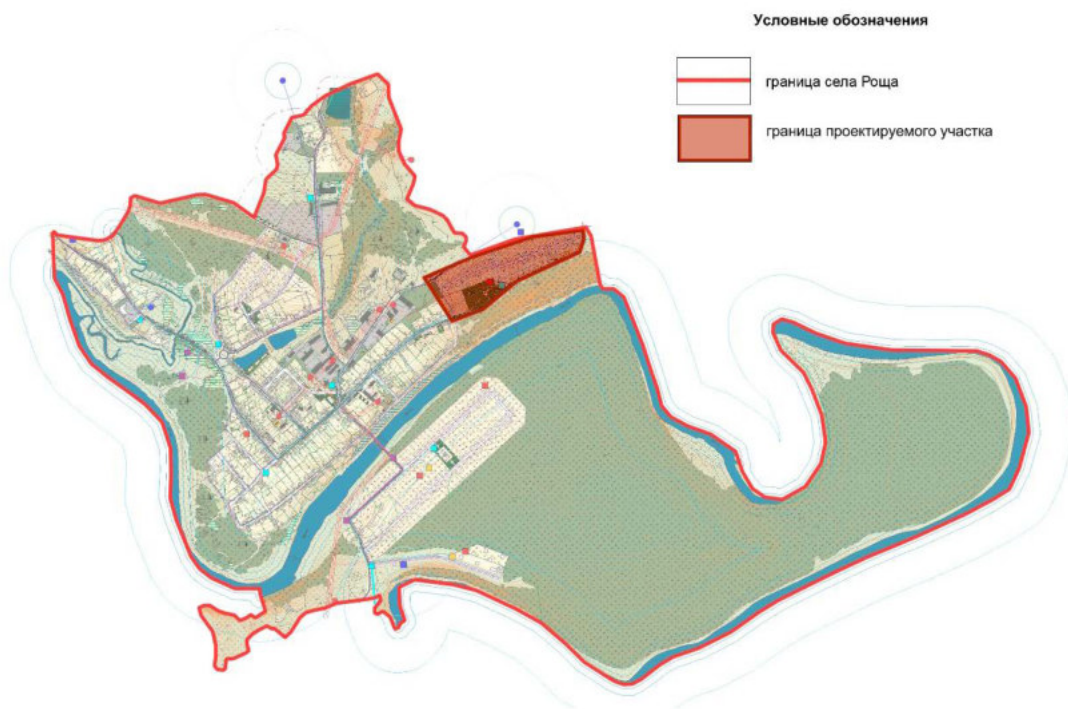 Условные обозначения
граница села Роща
граница проектируемого участка